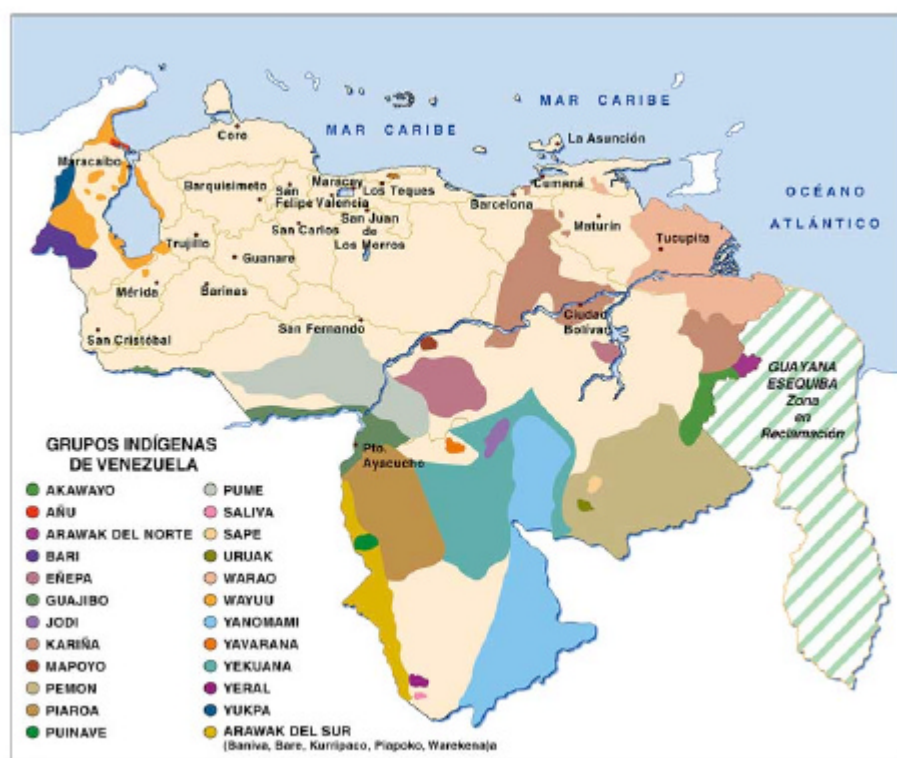 MAR CARIBE
MAR CARIBE
La Asunción
Coro
Maracaibo
OCÉANO
ATLÁNTICO
Barquisimeto
San
Felipe
Maracay
Valencia
Los Teques
Cumaná
Barcelona
Maturín
San Carlos
San Juan
de
Los Morros
Tucupita
Trujillo
Guanare
Mérida
Barinas
San Cristóbal
San Fernando
Ciudad
Bolívar
GUAYANA
ESEQUIBA
Zona
en
Reclamación
Pto.
Ayacucho
GRUPOS INDÍGENAS
DE VENEZUELA
AKAWAYO
AÑU
ARAWAK DEL NORTE
BARI
EÑEPA
GUAJIBO
JODI
KARIÑA
MAPOYO
PEMON
PIAROA
PUINAVE
PUME
SALIVA
SAPE
URUAK
WARAO
WAYUU
YANOMAMI
YAVARANA
YEKUANA
YERAL
YUKPA
ARAWAK DEL SUR
(Baniva, Bare, Kurripaco, Piapoko, Warekena)a